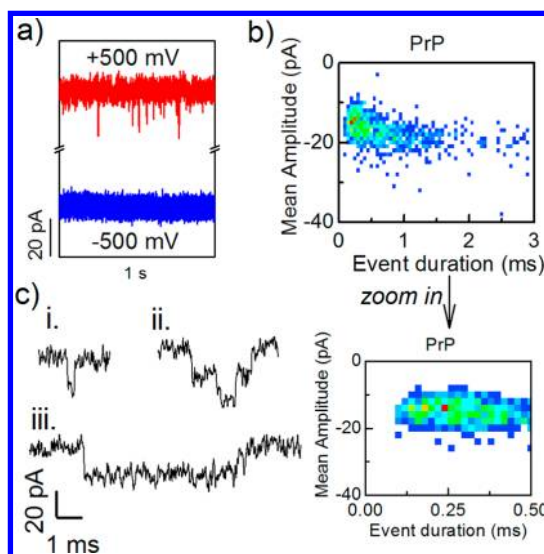 a)
+500 mV
-500 mV
20 pA
1 s
b)
PrP
Mean Amplitude (pA)
0
-20
-40
0
1
2
3
Event duration (ms)
zoom in
PrP
Mean Amplitude (pA)
0
-20
-40
0.00
0.25
0.50
Event duration (ms)
c)
i.
ii.
iii.
20 pA
1 ms